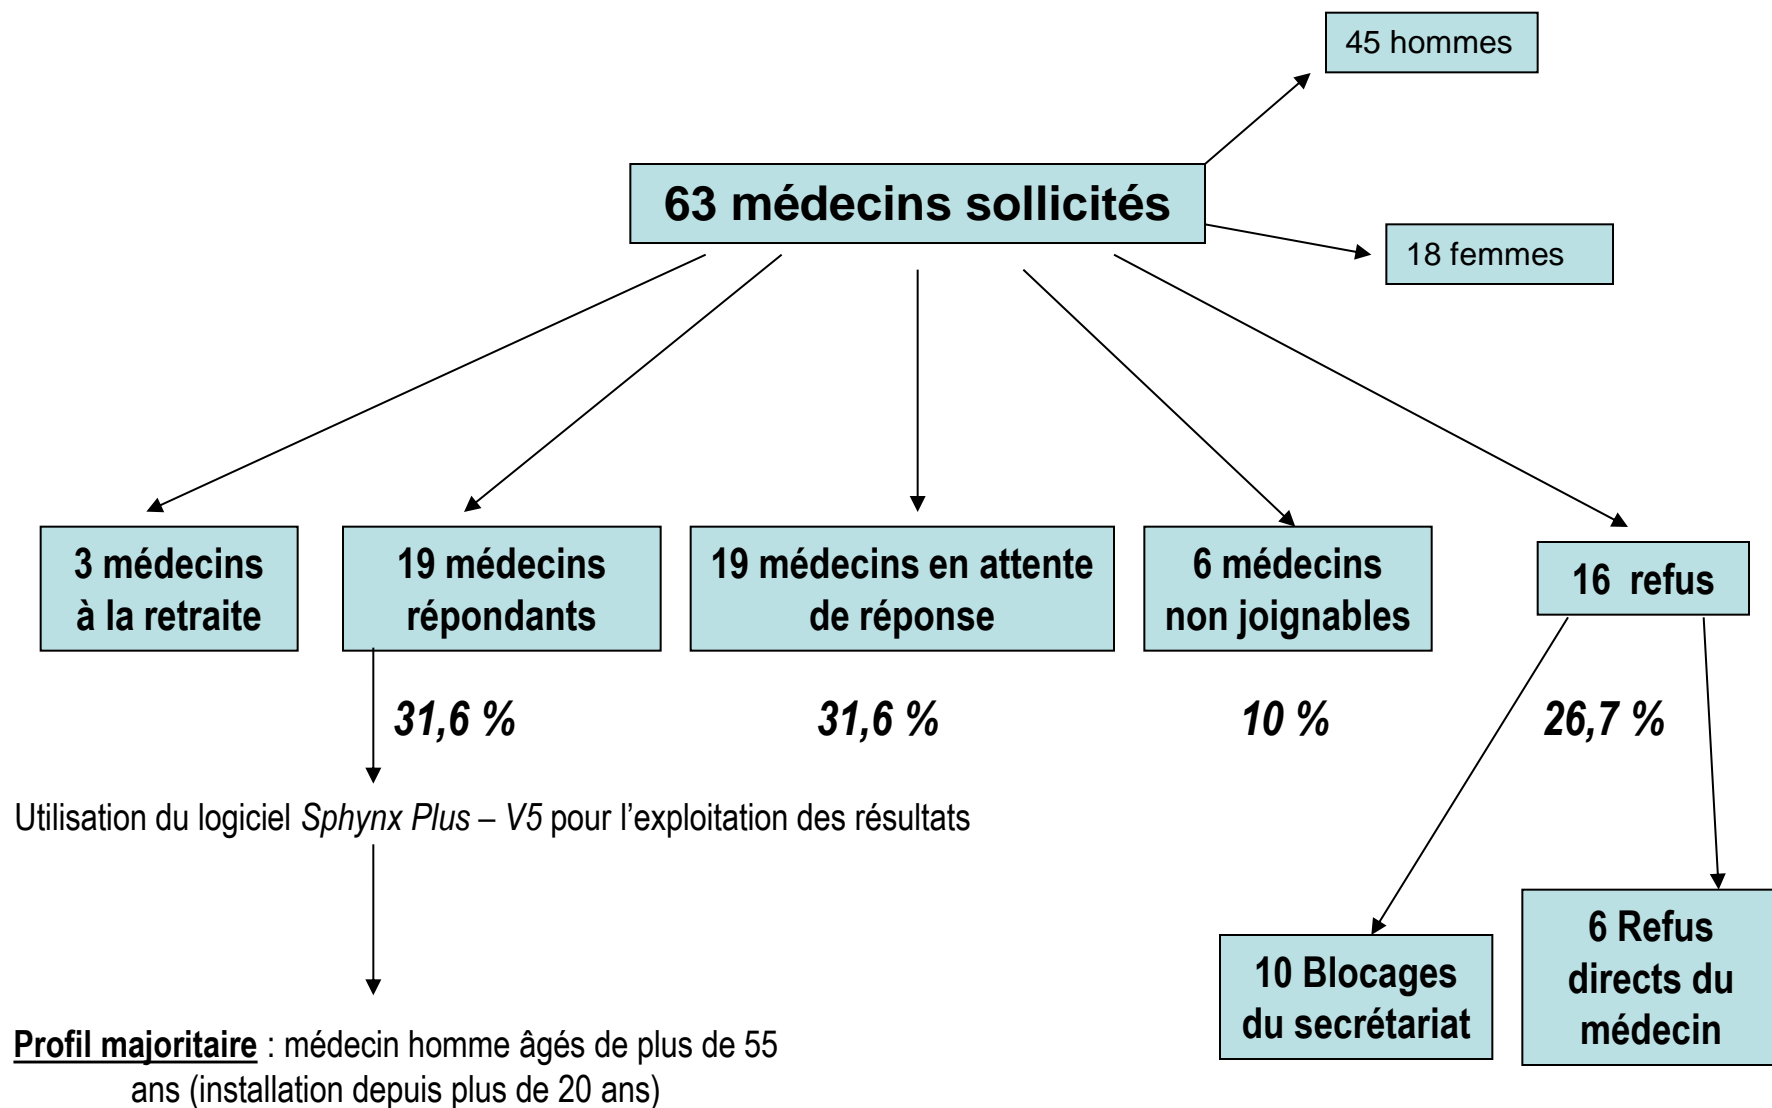 45 hommes
63 médecins sollicités
18 femmes
3 médecins
à la retraite
19 médecins
répondants
19 médecins en attente
de réponse
6 médecins
non joignables
16 refus
31,6 %
31,6 %
10 %
26,7 %
Utilisation du logiciel Sphynx Plus – V5 pour l’exploitation des résultats
10 Blocages
du secrétariat
6 Refus
directs du
médecin
Profil majoritaire : médecin homme âgés de plus de 55
ans (installation depuis plus de 20 ans)